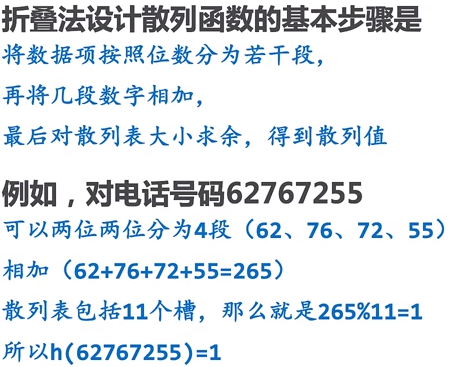 折叠法设计散列函数的基本步骤是
将数据项按照位数分为若干段，
再将几段数字相加，
最后对散列表大小求余，得到散列值
例如，对电话号码62767255
可以两位两位分为4段（62、76、72、55）
相加（62+76+72+55=265）
散列表包括11个槽，那么就是265%11=1
所以h(62767255)=1